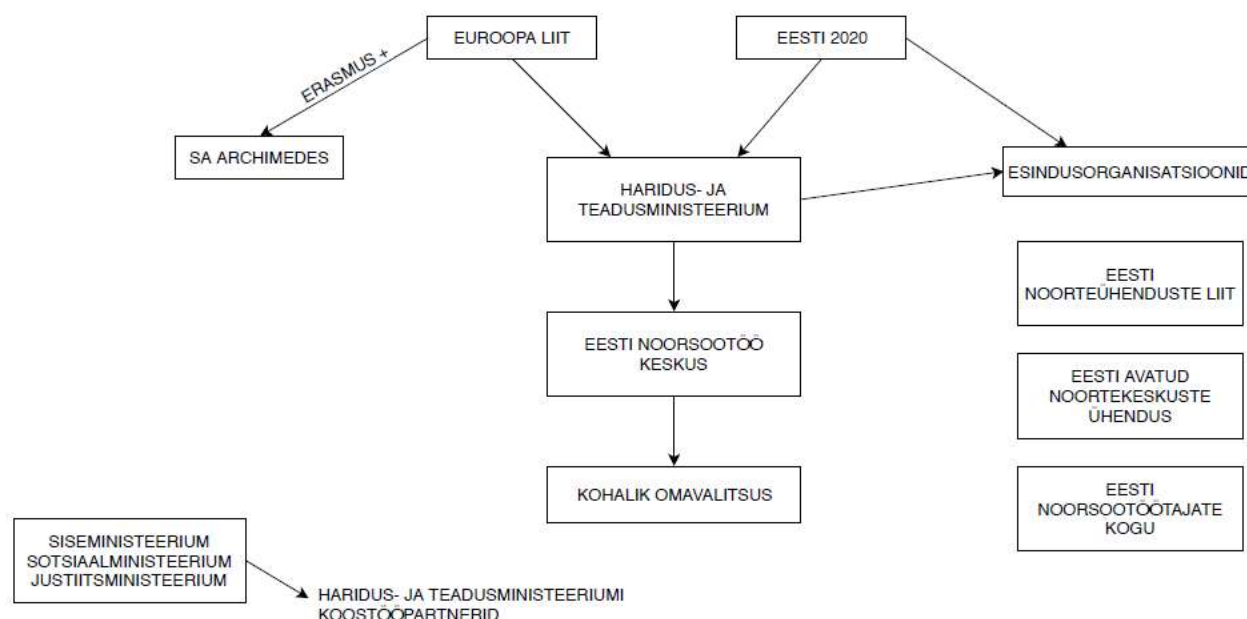 EUROOPA LIIT
EESTI 2020
ERASMUS +
SA ARCHIMEDES
HARIDUS- JA
TEADUSMINISTEERIUM
ESINDUSORGANISATSIOONID
EESTI
NOORTEÜHENDUSTE LIIT
EESTI NOORSOOTÖÖ
KESKUS
EESTI AVATUD
NOORTEKESKUSTE
ÜHENDUS
KOHALIK OMAVALITSUS
EESTI
NOORSOOTÖÖTAJATE
KOGU
SISEMINISTEERIUM
SOTSIAALMINISTEERIUM
JUSTIITSMINISTEERIUM
HARIDUS- JA TEADUSMINISTEERIUMI
KOOSTÖÖPARTNERID